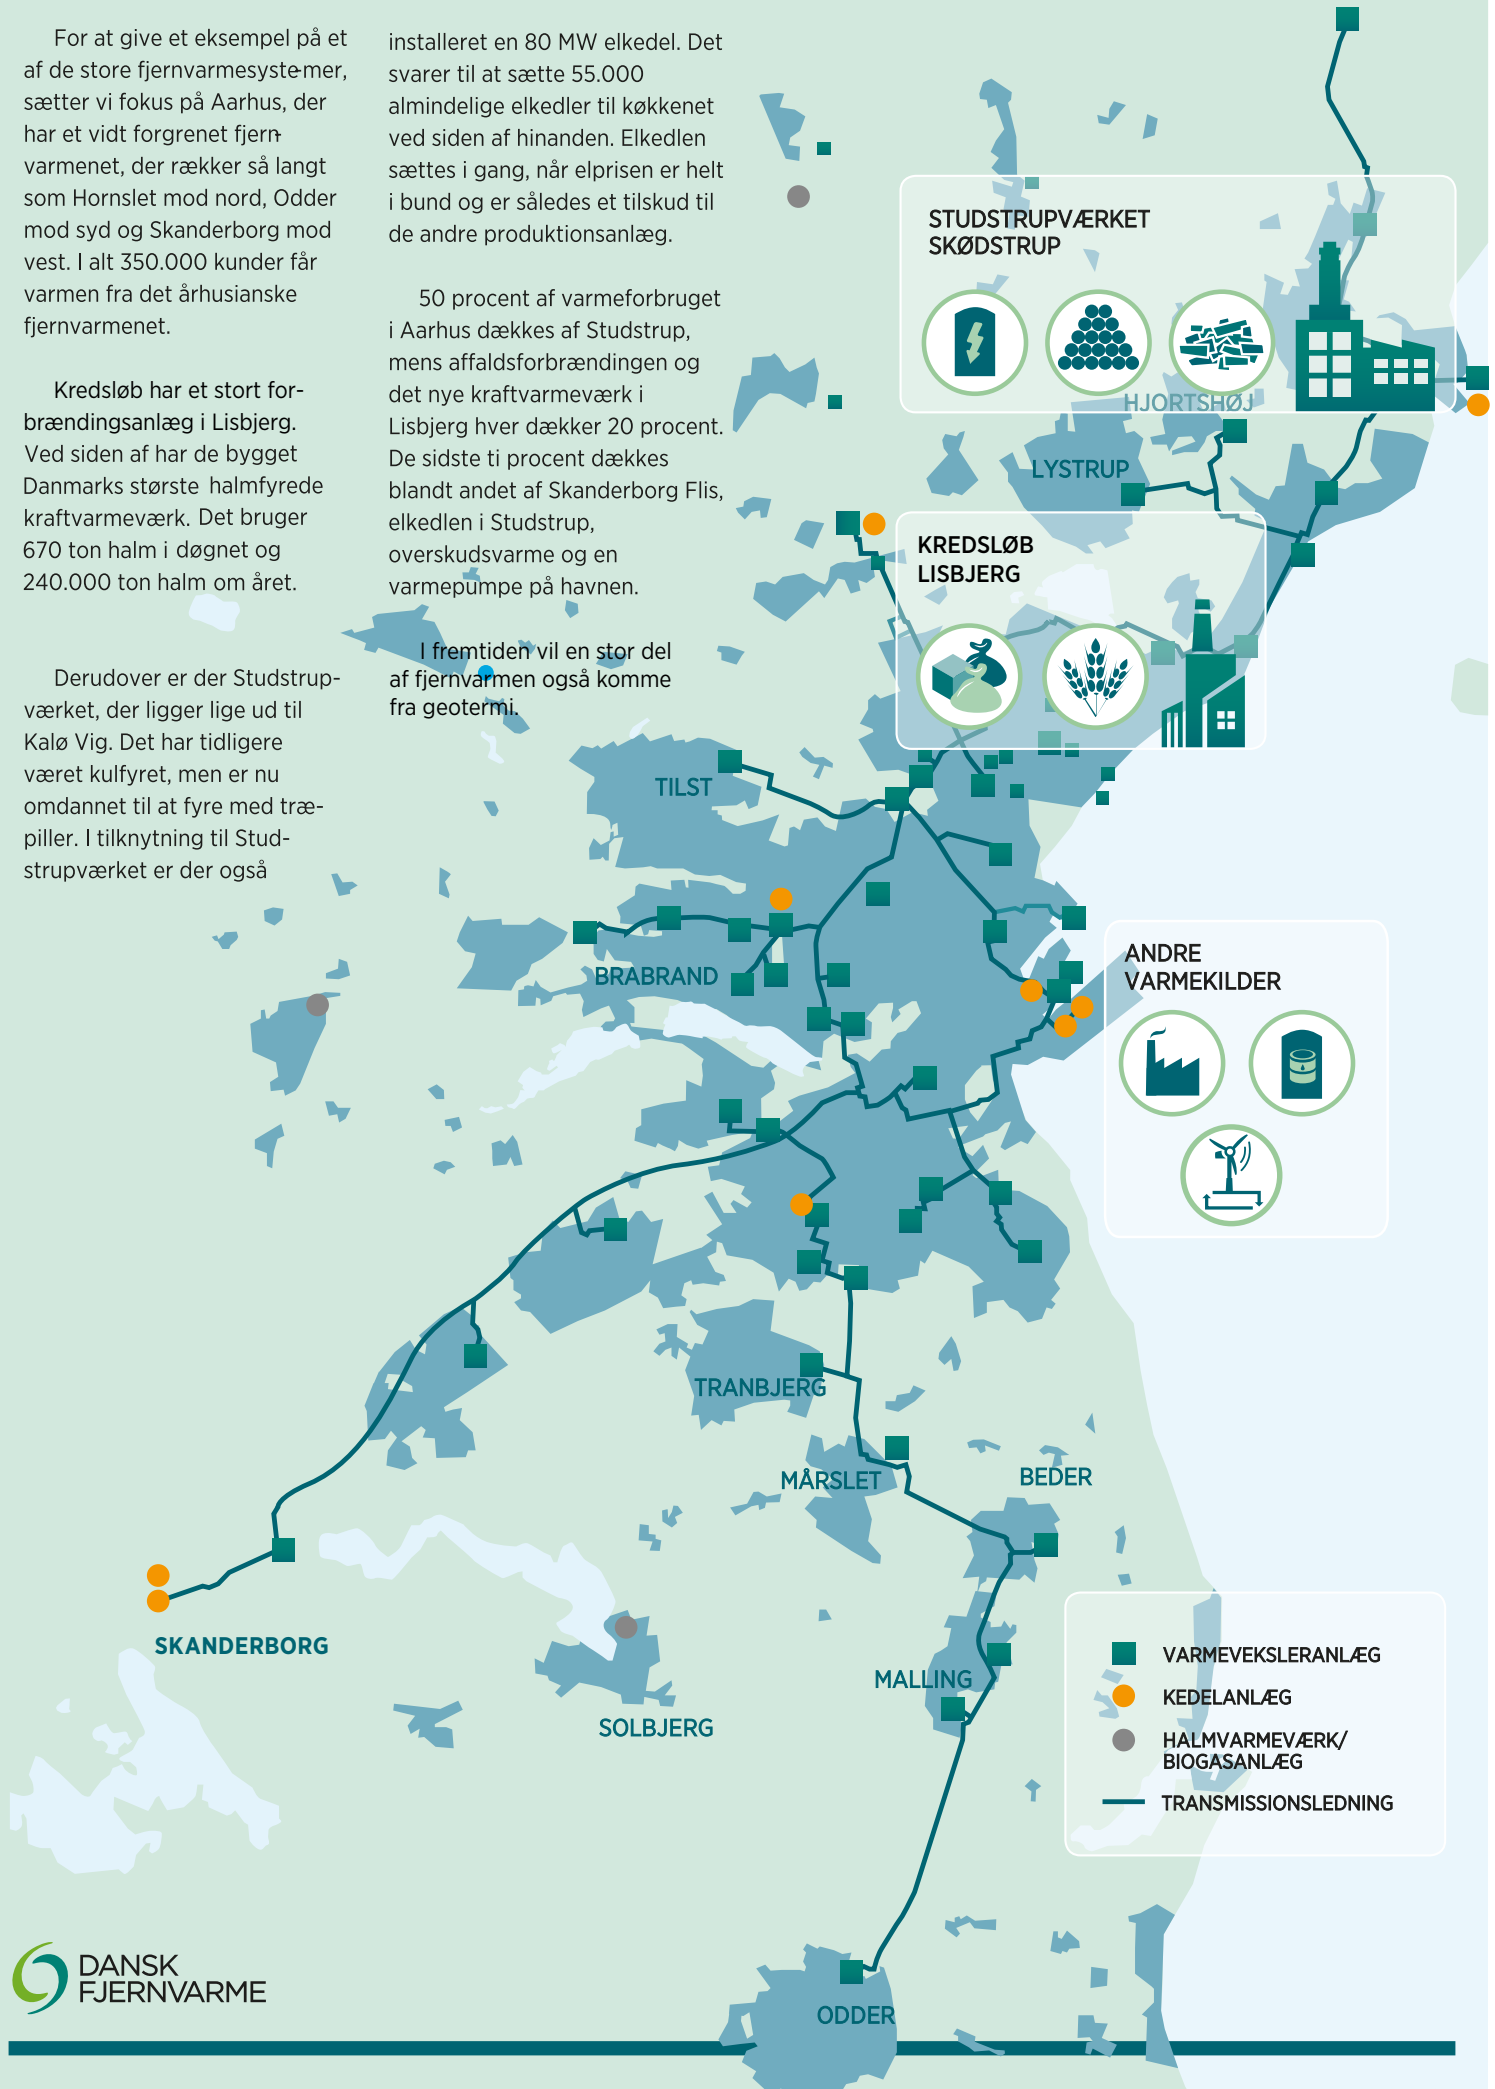 For at give et eksempel på et
af de store fjernvarmesyste-mer,
sætter vi fokus på Aarhus, der
har et vidt forgrenet fjern-
varmenet, der rækker så langt
som Hornslet mod nord, Odder
mod syd og Skanderborg mod
vest. I alt 350.000 kunder får
varmen fra det århusianske
fjernvarmenet.
Kredsløb har et stort for-
brændingsanlæg i Lisbjerg.
Ved siden af har de bygget
Danmarks største halmfyrede
kraftvarmeværk. Det bruger
670 ton halm i døgnet og
240.000 ton halm om året.
Derudover er der Studstrup-
værket, der ligger lige ud til
Kalø Vig. Det har tidligere
været kulfyret, men er nu
omdannet til at fyre med træ-
piller. I tilknytning til Stud-
strupværket er der også
installeret en 80 MW elkedel. Det
svarer til at sætte 55.000
almindelige elkedler til køkkenet
ved siden af hinanden. Elkedlen
sættes i gang, når elprisen er helt
i bund og er således et tilskud til
de andre produktionsanlæg.
50 procent af varmeforbruget
i Aarhus dækkes af Studstrup,
mens affaldsforbrændingen og
det nye kraftvarmeværk i
Lisbjerg hver dækker 20 procent.
De sidste ti procent dækkes
blandt andet af Skanderborg Flis,
elkedlen i Studstrup,
overskudsvarme og en
varmepumpe på havnen.
I fremtiden vil en stor del
af fjernvarmen også komme
fra geotermi.
STUDSTRUPVÆRKET
SKØDSTRUP
HJORTSHØJ
LYSTRUP
KREDSLØB
LISBJERG
TILST
BRABRAND
ANDRE
VARMEKILDER
TRANBJERG
MÅRSLET
BEDER
SKANDERBORG
MALLING
SOLBJERG
VARMEVEKSLERANLÆG
KEDELANLÆG
HALMVARMEVÆRK/
BIOGASANLÆG
TRANSMISSIONSLEDNING
DANSK
FJERNVARME
ODDER